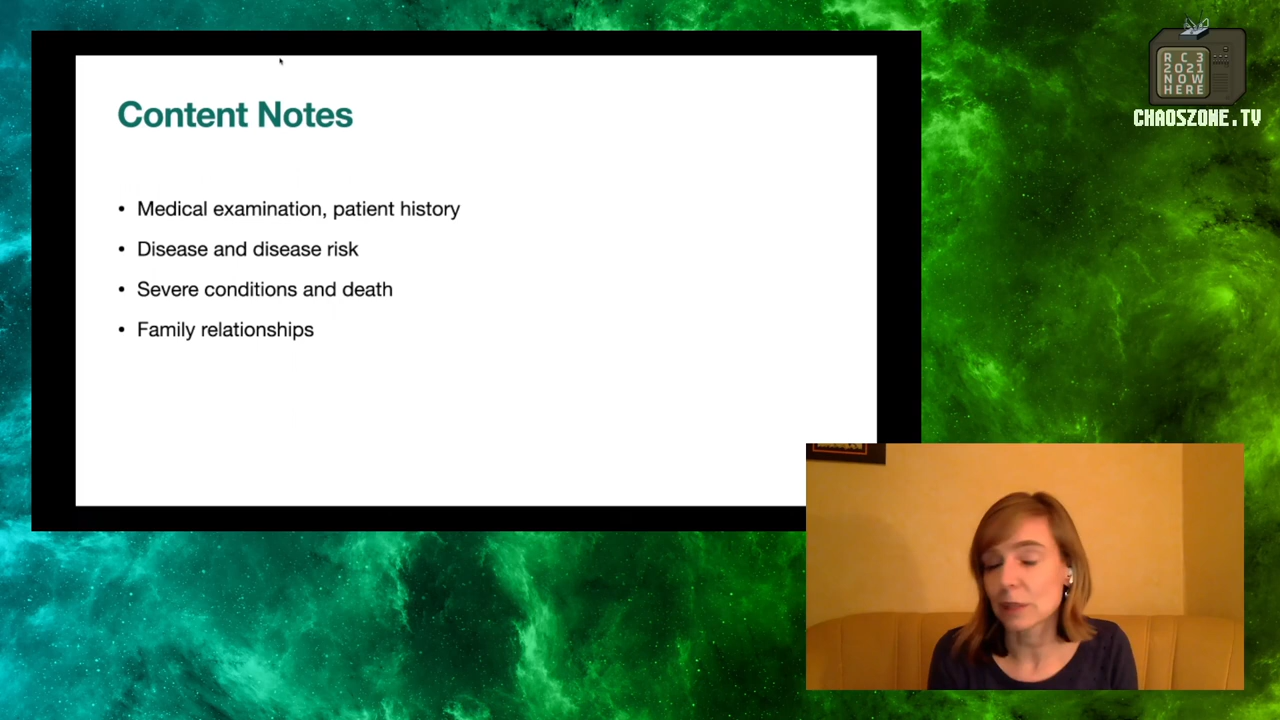 Content Notes
• Medical examination, patient history
• Disease and disease risk
• Severe conditions and death
• Family relationships
R C 3
2021
NOW
HERE
CHAOSZONE.TV